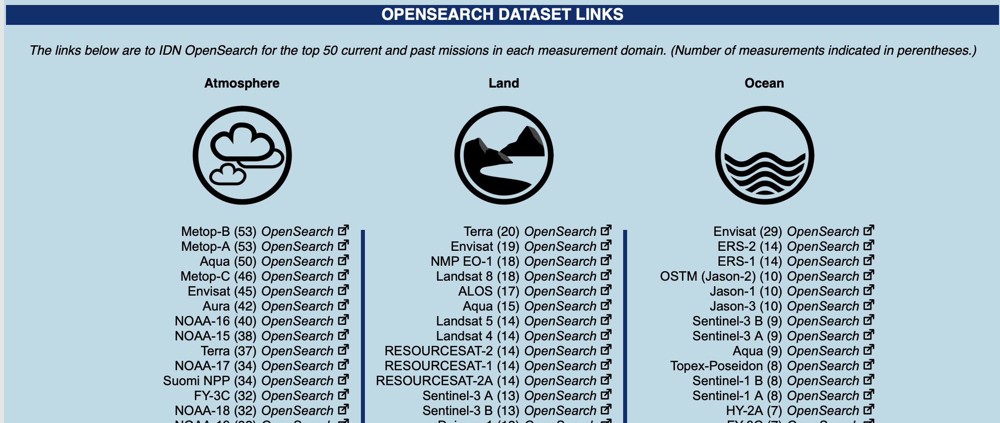 OPENSEARCH DATASET LINKS
The links below are to IDN OpenSearch for the top 50 current and past missions in each measurement domain. (Number of measurements indicated in perentheses.)
Atmosphere
Metop-B (53) OpenSearch
Metop-A (53) OpenSearch
Aqua (50) OpenSearch
Metop-C (46) OpenSearch
Envisat (45) OpenSearch
Aura (42) OpenSearch
NOAA-16 (40) OpenSearch
NOAA-15 (38) OpenSearch
Terra (37) OpenSearch
NOAA-17 (34) OpenSearch
Suomi NPP (34) OpenSearch
FY-3C (32) OpenSearch
NOAA-18 (32) OpenSearch
Land
Terra (20) OpenSearch
Envisat (19) OpenSearch
NMP EO-1 (18) OpenSearch
Landsat 8 (18) OpenSearch
ALOS (17) OpenSearch
Aqua (15) OpenSearch
Landsat 5 (14) OpenSearch
Landsat 4 (14) OpenSearch
RESOURCESAT-2 (14) OpenSearch
RESOURCESAT-1 (14) OpenSearch
RESOURCESAT-2A (14) OpenSearch
Sentinel-3 A (13) OpenSearch
Sentinel-3 B (13) OpenSearch
Ocean
Envisat (29) OpenSearch
ERS-2 (14) OpenSearch
ERS-1 (14) OpenSearch
OSTM (Jason-2) (10) OpenSearch
Jason-1 (10) OpenSearch
Jason-3 (10) OpenSearch
Sentinel-3 B (9) OpenSearch
Sentinel-3 A (9) OpenSearch
Aqua (9) OpenSearch
Topex-Poseidon (8) OpenSearch
Sentinel-1 B (8) OpenSearch
Sentinel-1 A (8) OpenSearch
HY-2A (7) OpenSearch